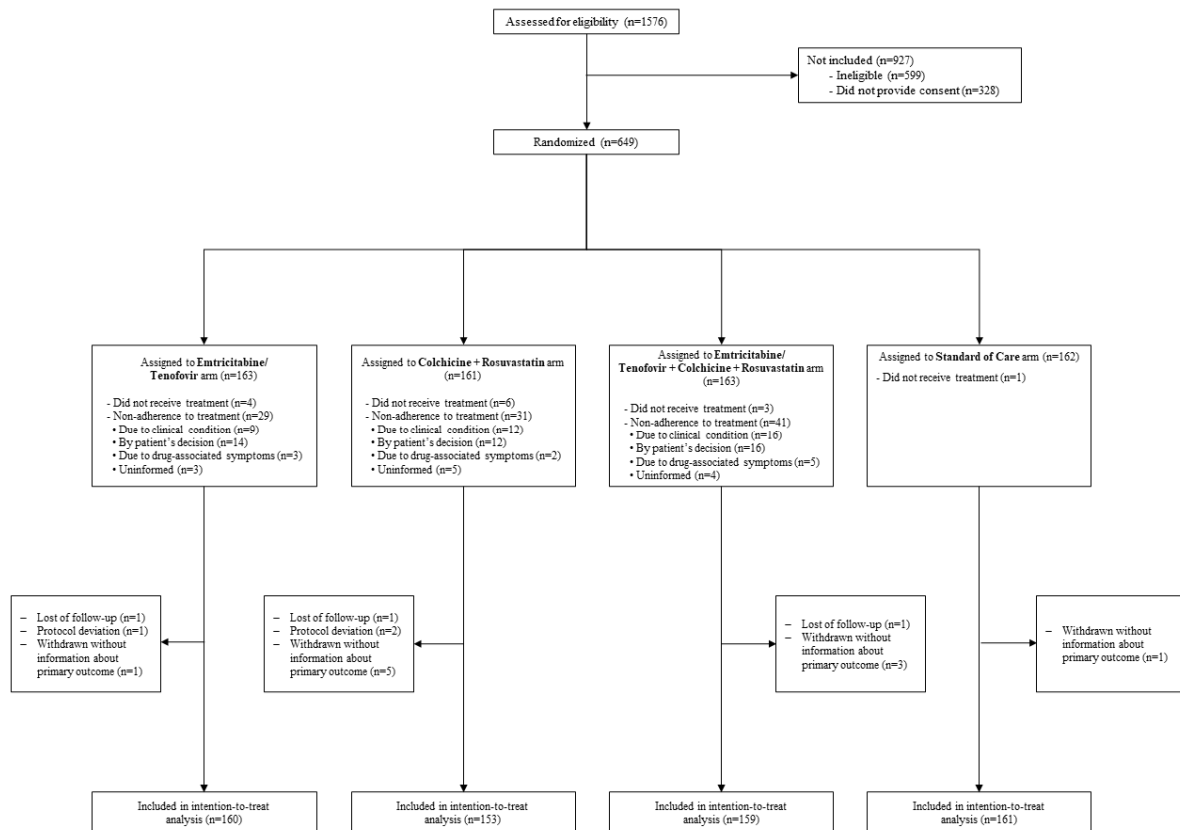 Assessed for eligibility (n=1576)
Not included (n=927)
- Ineligible (n=599)
- Did not provide consent (n=328)
Randomized (n=649)
Assigned to Emtricitabine/
Tenofovir arm (n=163)
- Did not receive treatment (n=4)
- Non-adherence to treatment (n=29)
• Due to clinical condition (n=9)
• By patient's decision (n=14)
• Due to drug-associated symptoms (n=3)
• Uninformed (n=3)
Assigned to Colchicine + Rosuvastatin arm
(n=161)
- Did not receive treatment (n=6)
- Non-adherence to treatment (n=31)
• Due to clinical condition (n=12)
• By patient's decision (n=12)
• Due to drug-associated symptoms (n=2)
• Uninformed (n=5)
Assigned to Emtricitabine/
Tenofovir + Colchicine + Rosuvastatin arm
(n=163)
- Did not receive treatment (n=3)
- Non-adherence to treatment (n=41)
• Due to clinical condition (n=16)
• By patient's decision (n=16)
• Due to drug-associated symptoms (n=5)
• Uninformed (n=4)
Assigned to Standard of Care arm (n=162)
- Did not receive treatment (n=1)
– Lost of follow-up (n=1)
– Protocol deviation (n=1)
– Withdrawn without
information about
primary outcome (n=1)
– Lost of follow-up (n=1)
– Protocol deviation (n=2)
– Withdrawn without
information about
primary outcome (n=5)
– Lost of follow-up (n=1)
– Withdrawn without
information about
primary outcome (n=3)
– Withdrawn without
information about
primary outcome (n=1)
Included in intention-to-treat
analysis (n=160)
Included in intention-to-treat
analysis (n=153)
Included in intention-to-treat
analysis (n=159)
Included in intention-to-treat
analysis (n=161)